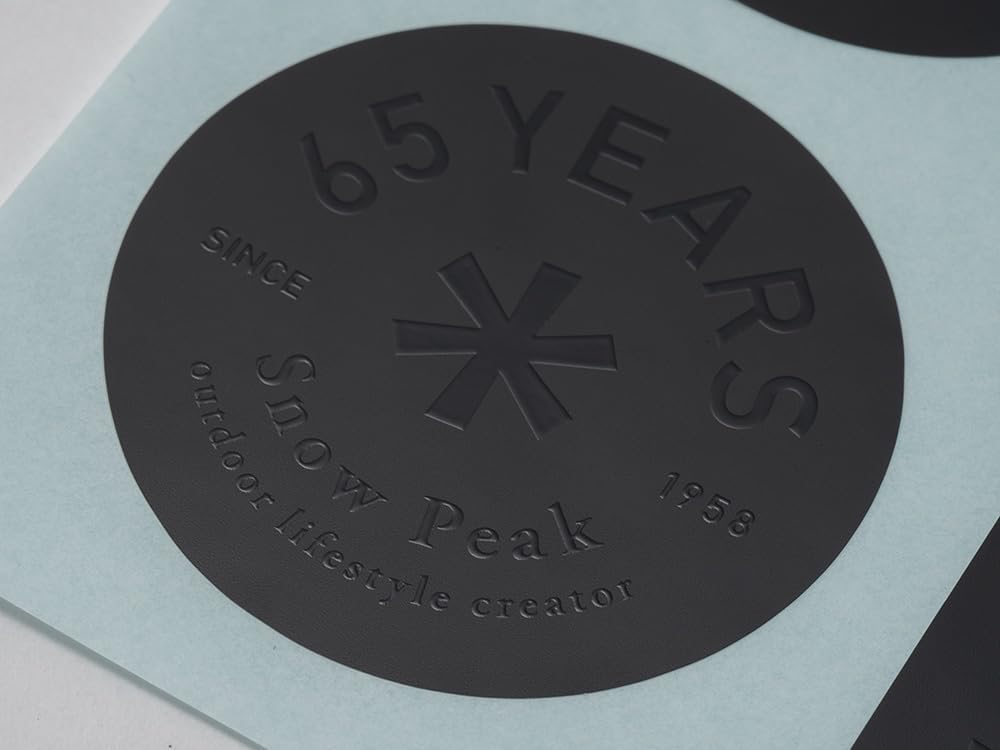 65 YEARS
SINCE
1958
Snow Peak
outdoor lifestyle creator